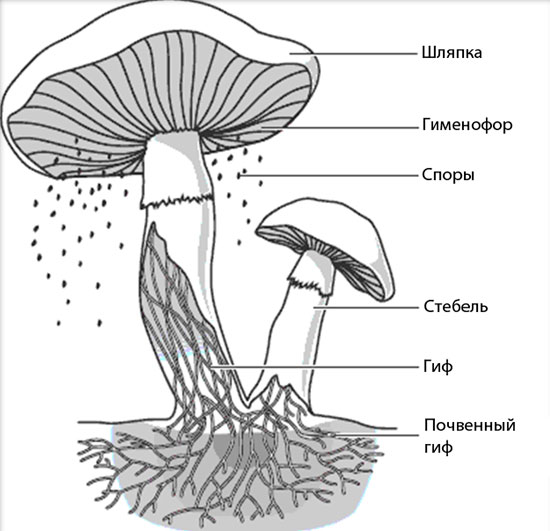 Шляпка
Гименофор
Споры
Стебель
Гиф
Почвенный
гиф